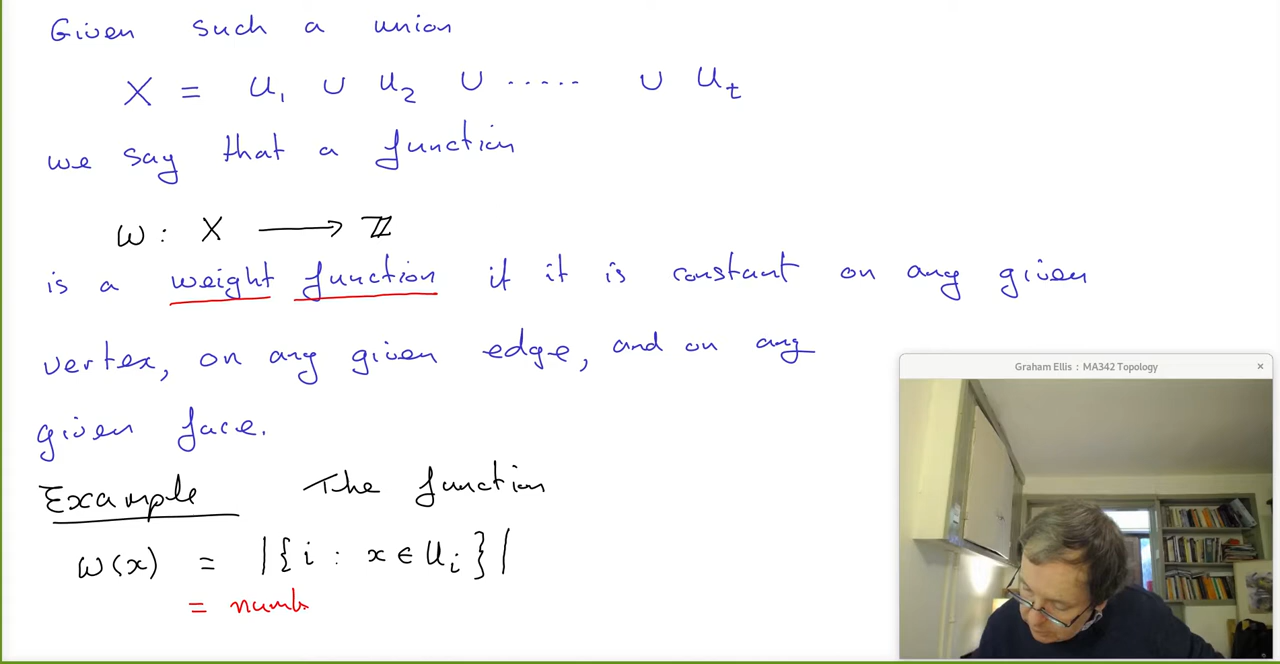 Given such a union
X = U₁ ∪ U₂ ∪ ..... ∪ Uₜ
we say that a function
ω : X ⟶ ℤ
is a weight function if it is constant on any given
vertex, on any given edge, and on any
given face.
Example The function
ω(x) = |{i : x ∈ Uᵢ}|
= numb
Graham Ellis : MA342 Topology